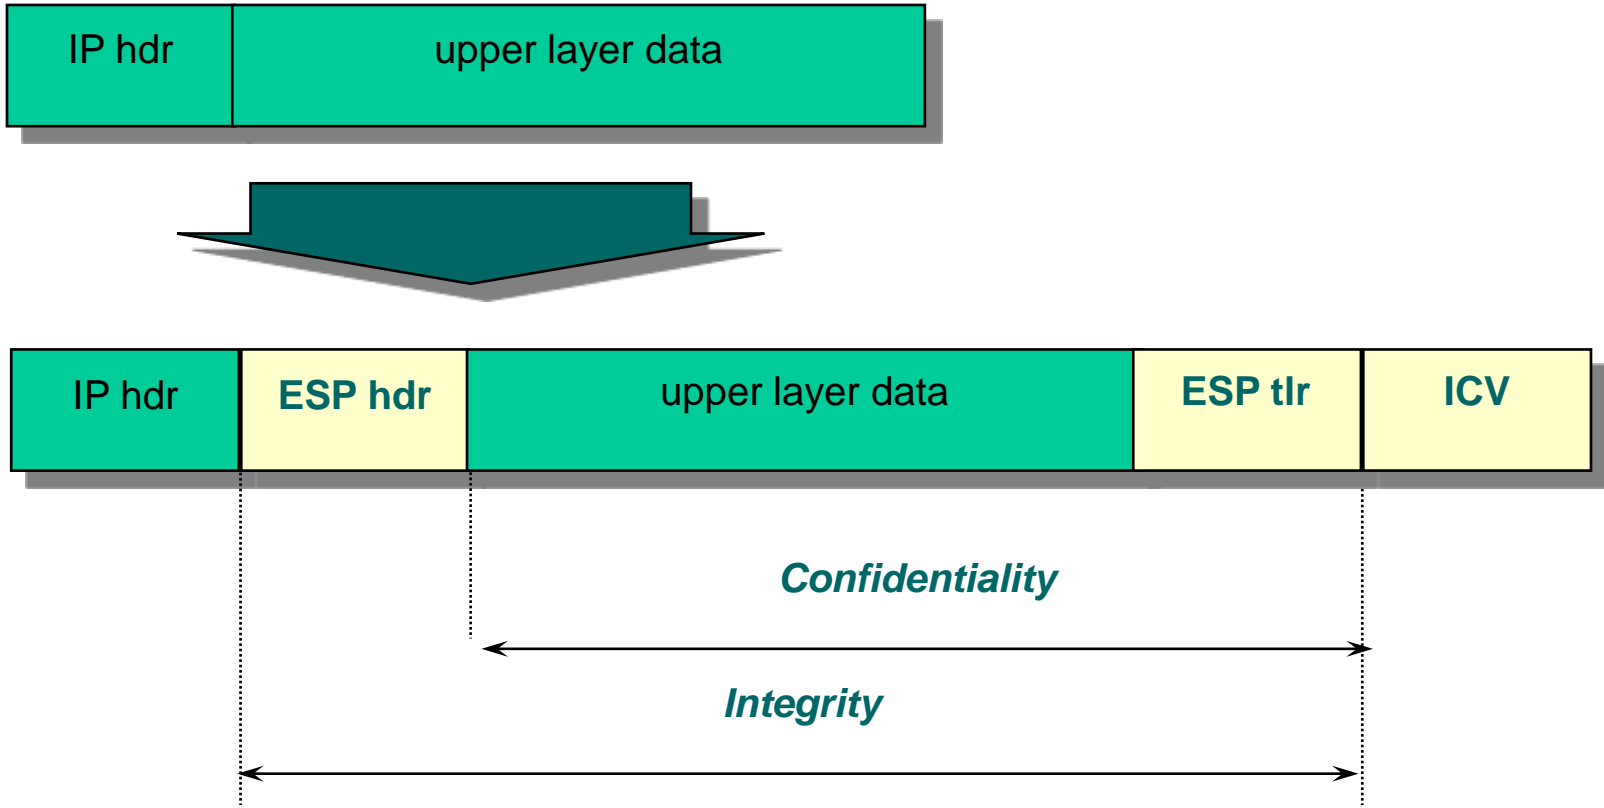 IP hdr upper layer data
IP hdr ESP hdr upper layer data ESP tlr ICV
Confidentiality
Integrity